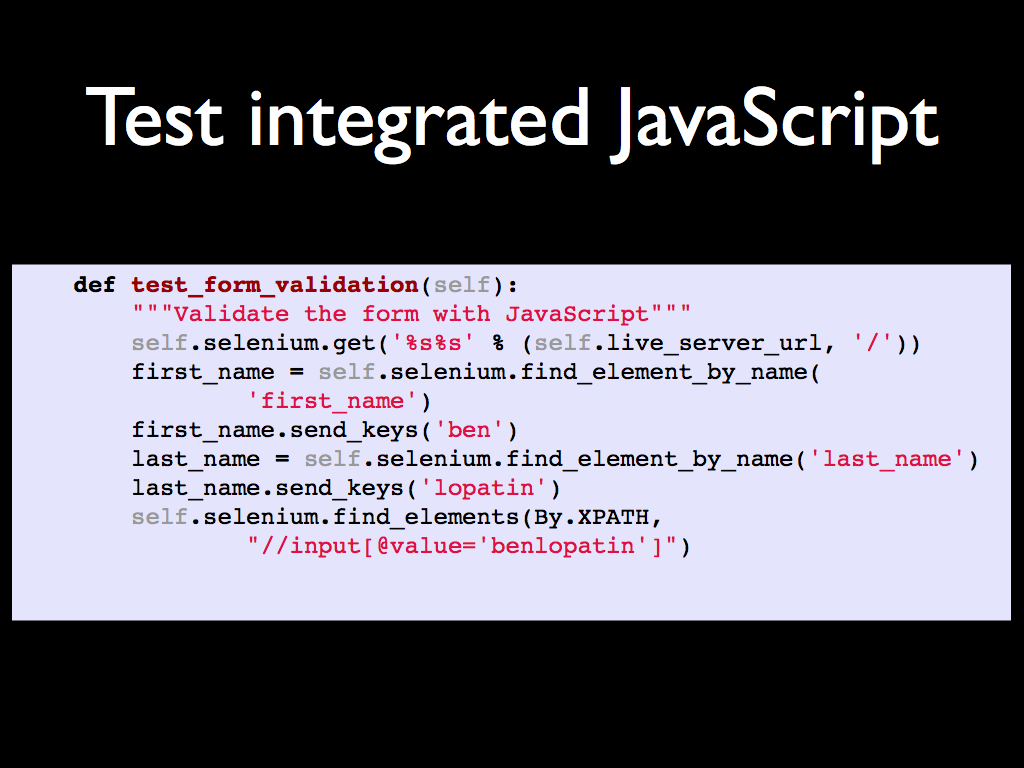 Test integrated JavaScript
def test_form_validation(self):
"""Validate the form with JavaScript"""
self.selenium.get('%s%s' % (self.live_server_url, '/'))
first_name = self.selenium.find_element_by_name(
'first_name')
first_name.send_keys('ben')
last_name = self.selenium.find_element_by_name('last_name')
last_name.send_keys('lopatin')
self.selenium.find_elements(By.XPATH,
"//input[@value='benlopatin']")